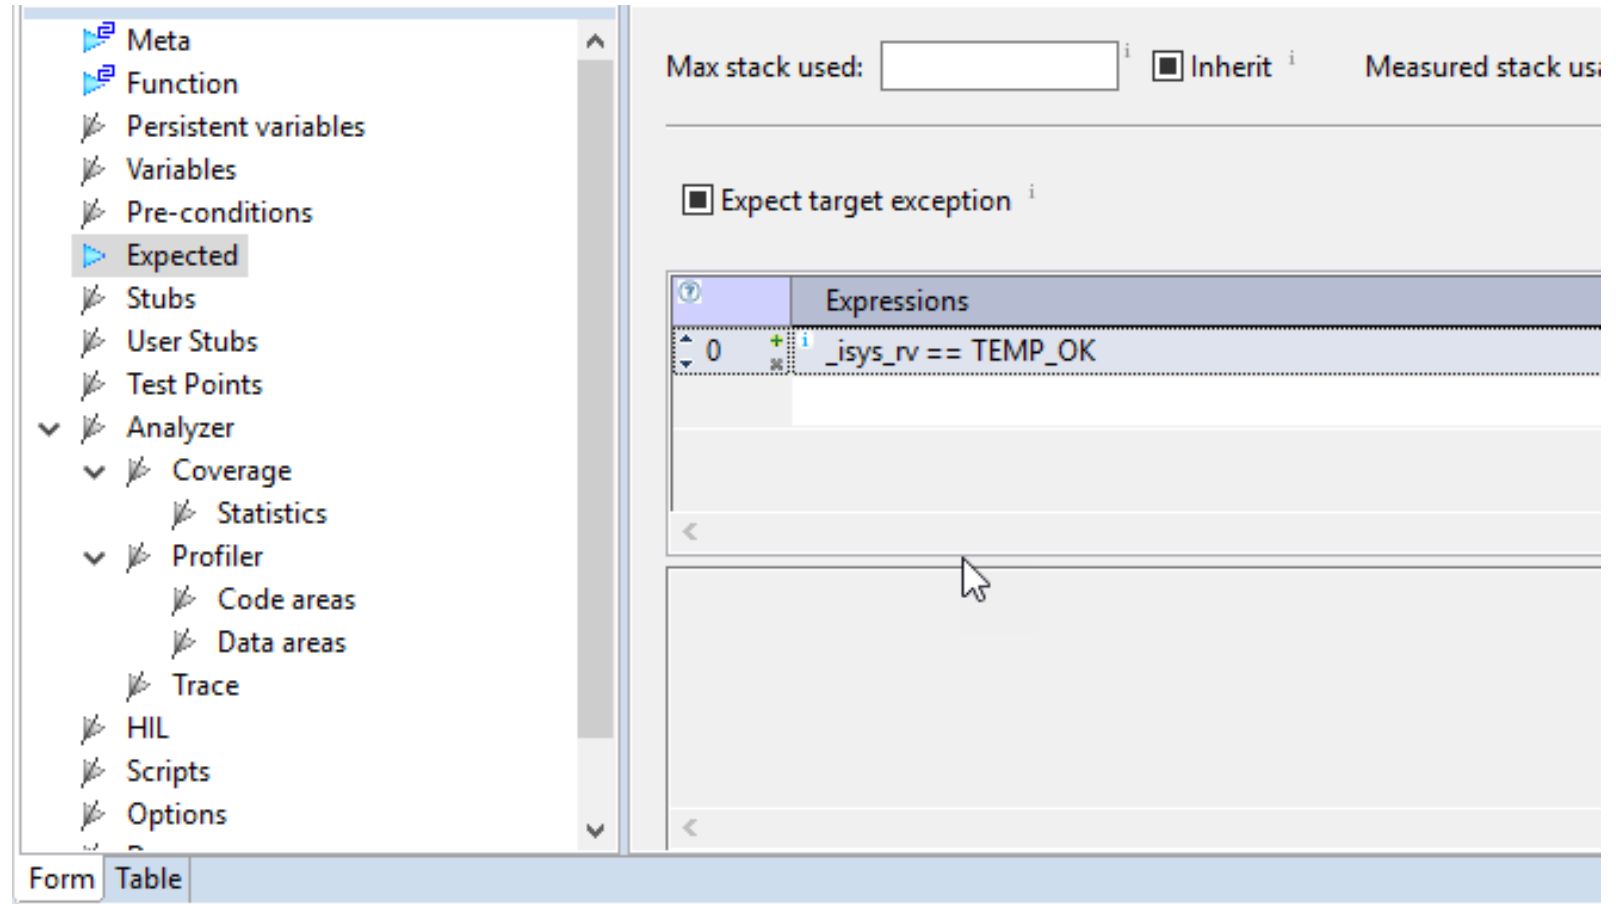 Meta
Function
Persistent variables
Variables
Pre-conditions
Expected
Stubs
User Stubs
Test Points
Analyzer
Coverage
Statistics
Profiler
Code areas
Data areas
Trace
HIL
Scripts
Options
Form Table
Max stack used: i Inherit i Measured stack usa
Expect target exception i
? Expressions
0 i _isys_rv == TEMP_OK